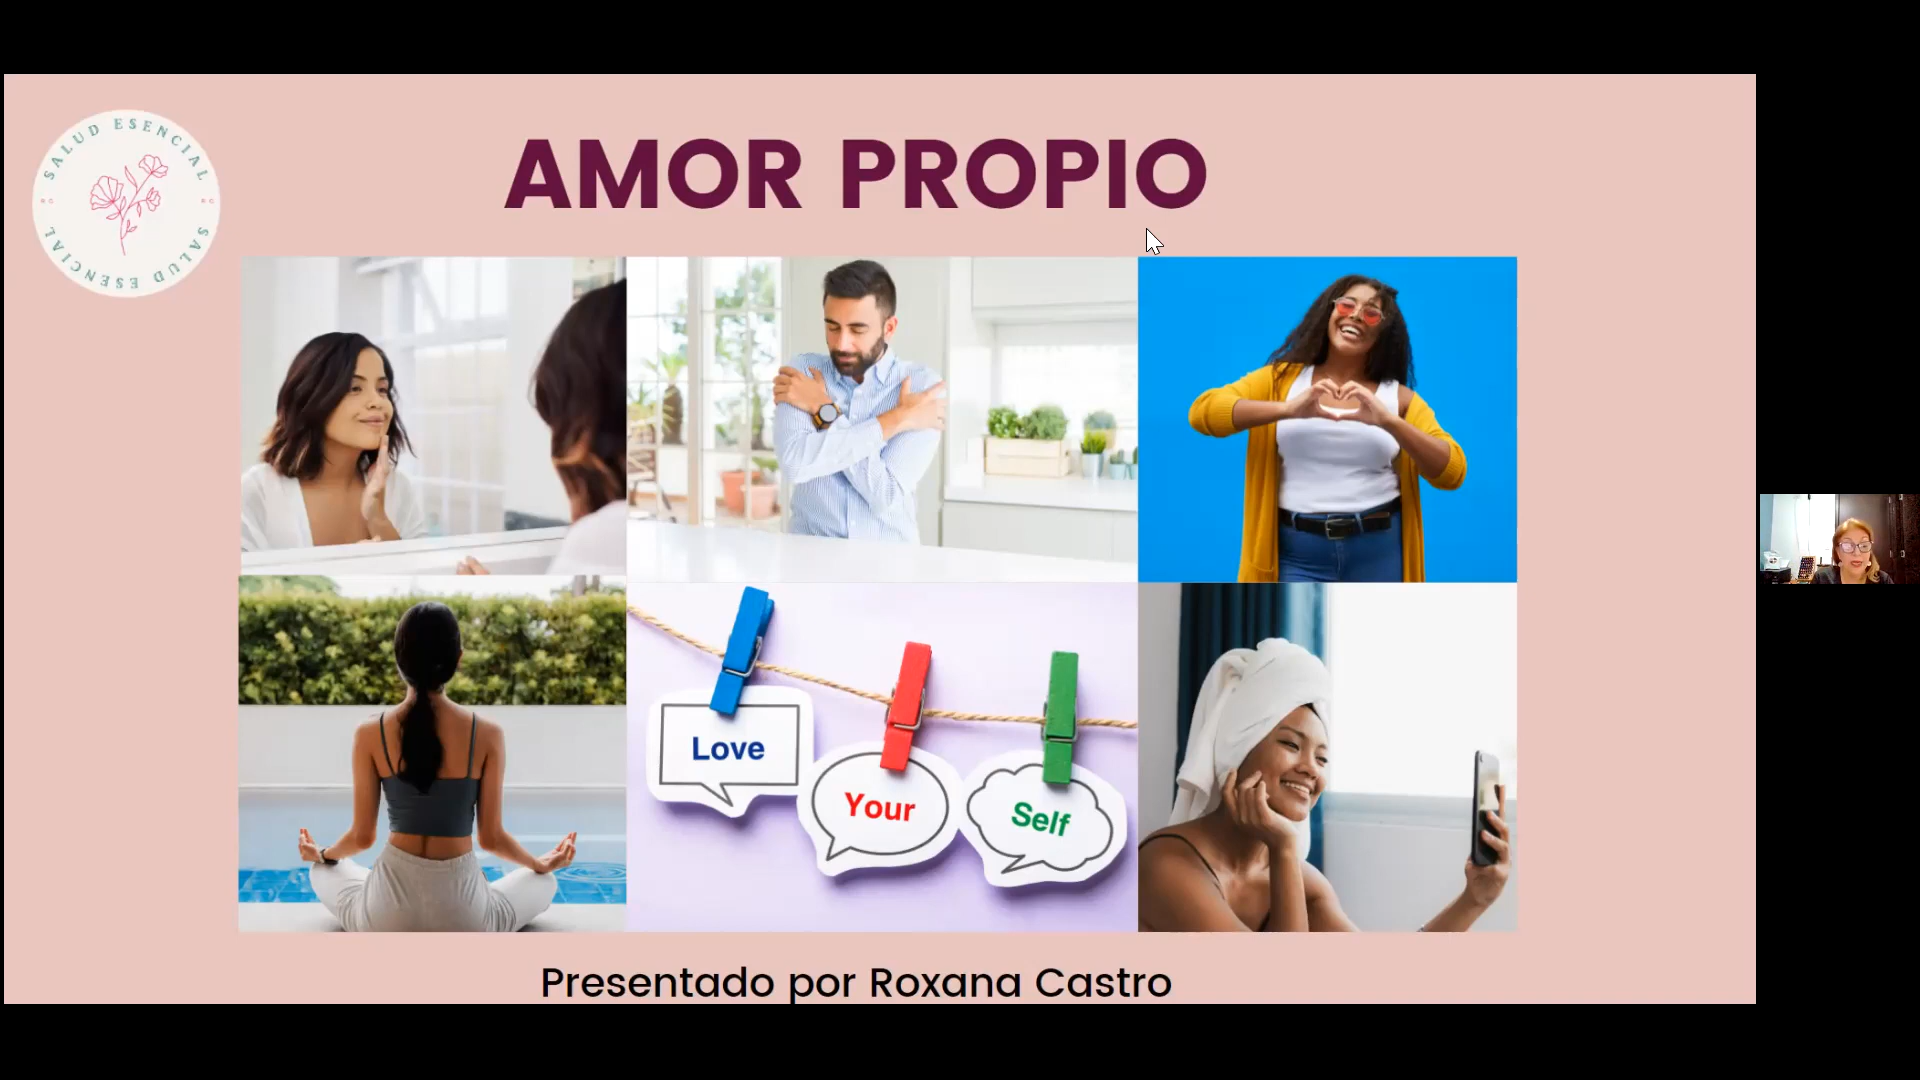 SALUD ESENCIAL
SALUD ESENCIAL
AMOR PROPIO
Love
Your
Self
Presentado por Roxana Castro